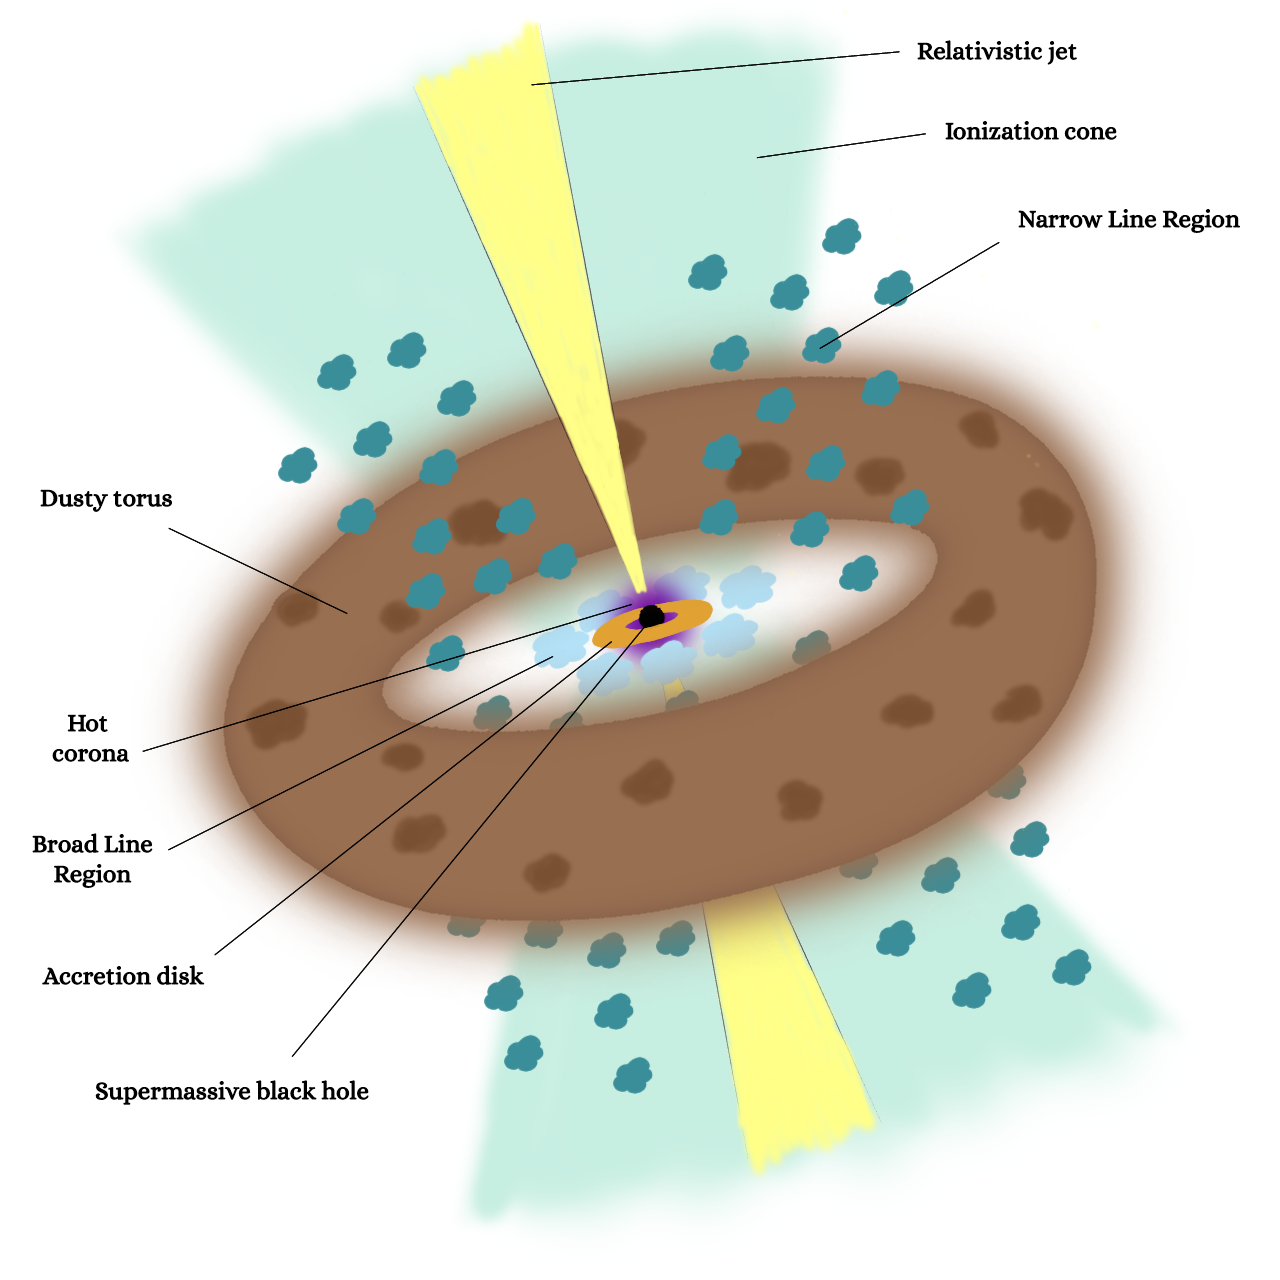 Relativistic jet
Ionization cone
Narrow Line Region
Dusty torus
Hot
corona
Broad Line
Region
Accretion disk
Supermassive black hole